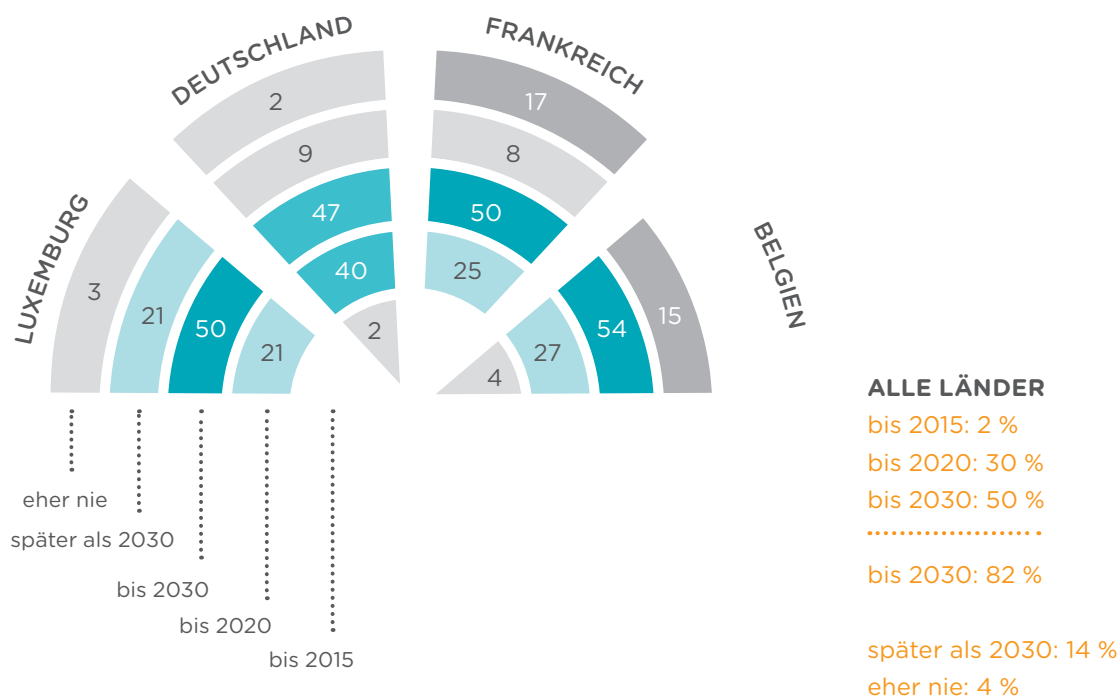 LUXEMBURG
3
21
50
21
DEUTSCHLAND
2
9
47
40
2
FRANKREICH
17
8
50
25
BELGIEN
15
54
27
4
eher nie
später als 2030
bis 2030
bis 2020
bis 2015
ALLE LÄNDER
bis 2015: 2 %
bis 2020: 30 %
bis 2030: 50 %
bis 2030: 82 %
später als 2030: 14 %
eher nie: 4 %